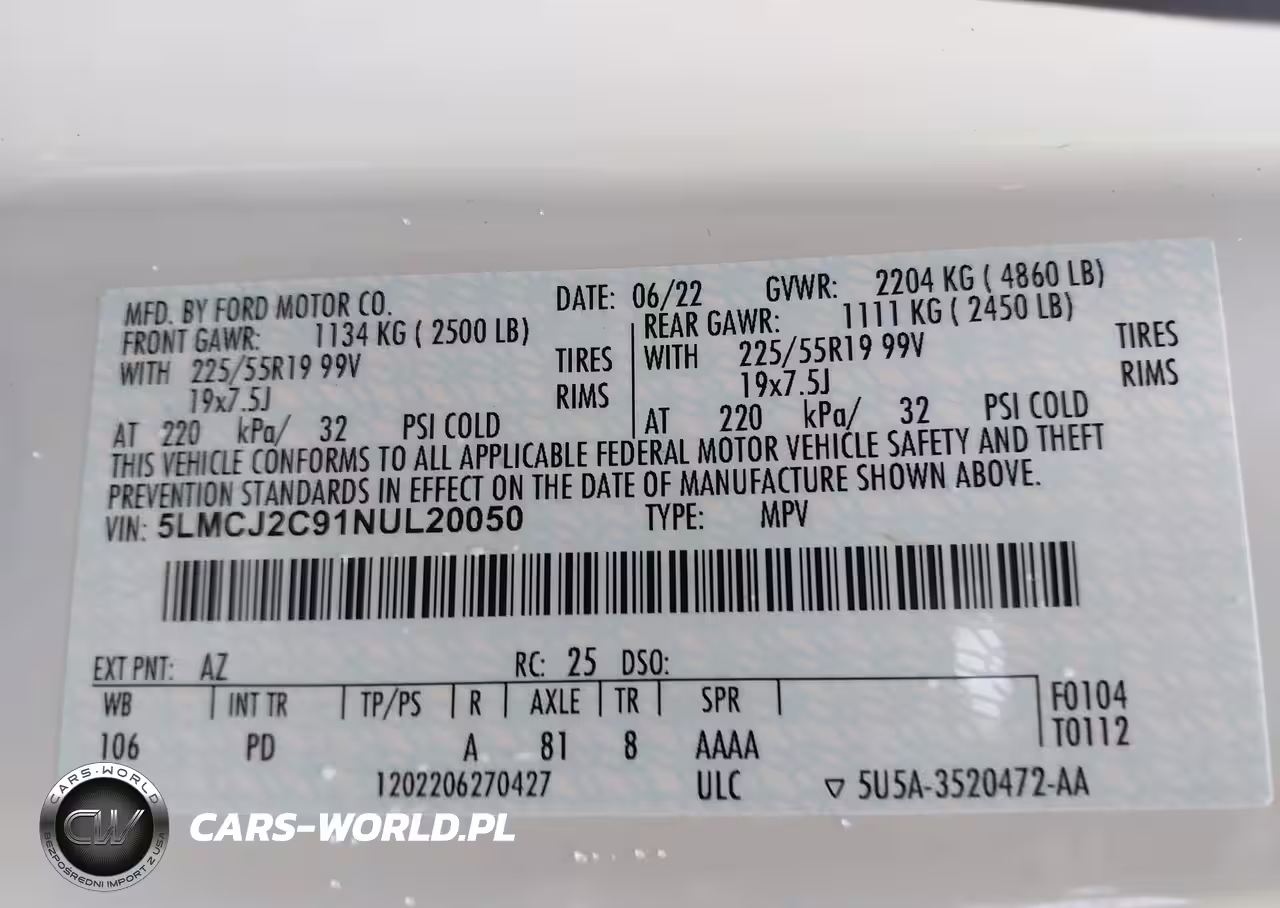 MFD. BY FORD MOTOR CO. DATE: 06/22 GVWR: 2204 KG ( 4860 LB)
FRONT GAWR: 1134 KG ( 2500 LB) REAR GAWR: 1111 KG ( 2450 LB)
WITH 225/55R19 99V TIRES WITH 225/55R19 99V TIRES
19x7.5J RIMS 19x7.5J RIMS
AT 220 kPa/ 32 PSI COLD AT 220 kPa/ 32 PSI COLD
THIS VEHICLE CONFORMS TO ALL APPLICABLE FEDERAL MOTOR VEHICLE SAFETY AND THEFT
PREVENTION STANDARDS IN EFFECT ON THE DATE OF MANUFACTURE SHOWN ABOVE.
VIN: 5LMCJ2C91NUL20050 TYPE: MPV
EXT PNT: AZ RC: 25 DSO:
WB INT TR TP/PS R AXLE TR SPR F0104
T0112
106 PD A 81 8 AAAA
1202206270427 ULC ▽ 5U5A-3520472-AA
CARS-WORLD
CW
BEZPOŚREDNI IMPORT Z USA
CARS-WORLD.PL